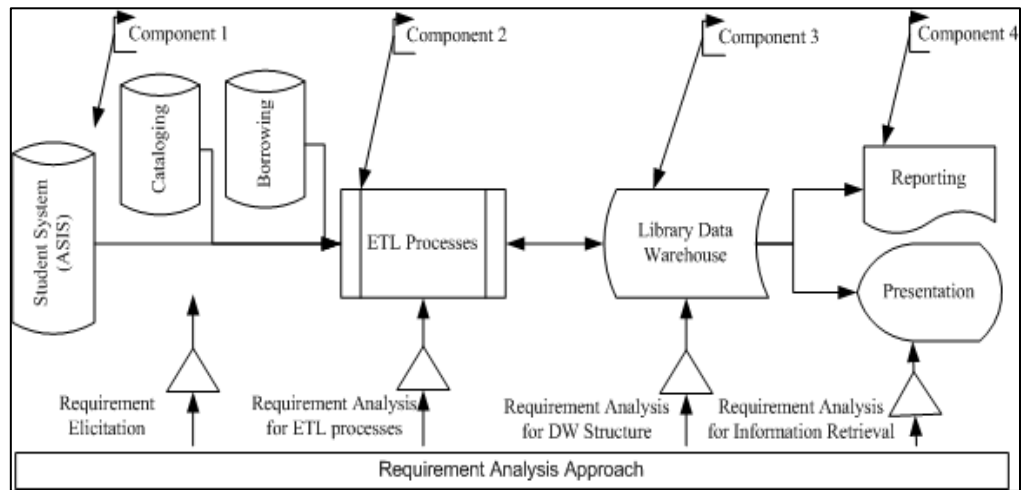 Component 1
Component 2
Component 3
Component 4
Student System
(ASIS)
Cataloging
Borrowing
ETL Processes
Library Data
Warehouse
Reporting
Presentation
Requirement
Elicitation
Requirement Analysis
for ETL processes
Requirement Analysis
for DW Structure
Requirement Analysis
for Information Retrieval
Requirement Analysis Approach